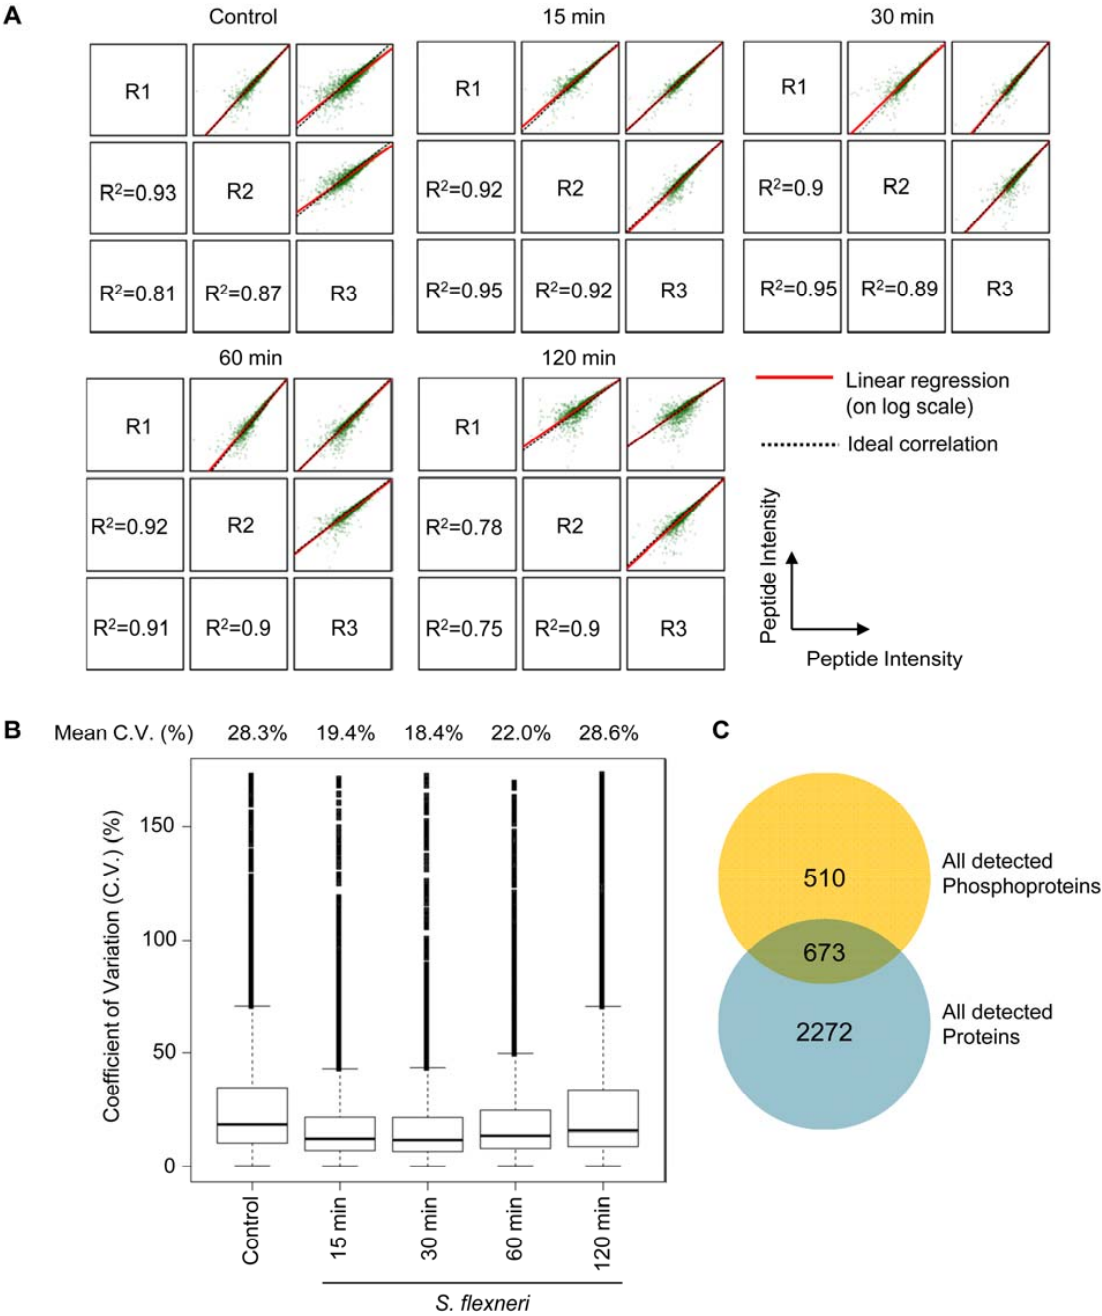 A
Control
15 min
30 min
R1
R1
R1
R²=0.93
R2
R²=0.92
R2
R²=0.9
R2
R²=0.81
R²=0.87
R3
R²=0.95
R²=0.92
R3
R²=0.95
R²=0.89
R3
60 min
120 min
R1
R1
Linear regression
(on log scale)
Ideal correlation
R²=0.92
R2
R²=0.78
R2
R²=0.91
R²=0.9
R3
R²=0.75
R²=0.9
R3
Peptide Intensity
Peptide Intensity
B
Mean C.V. (%) 28.3% 19.4% 18.4% 22.0% 28.6%
Coefficient of Variation (C.V.) (%)
150
100
50
0
Control
15 min
30 min
60 min
120 min
S. flexneri
C
510
All detected
Phosphoproteins
673
2272
All detected
Proteins